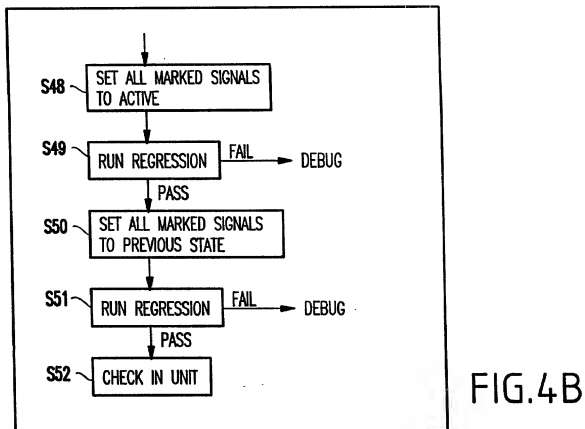 S48 SET ALL MARKED SIGNALS
TO ACTIVE
S49 RUN REGRESSION FAIL DEBUG
PASS
S50 SET ALL MARKED SIGNALS
TO PREVIOUS STATE
S51 RUN REGRESSION FAIL DEBUG
PASS
S52 CHECK IN UNIT
FIG.4B